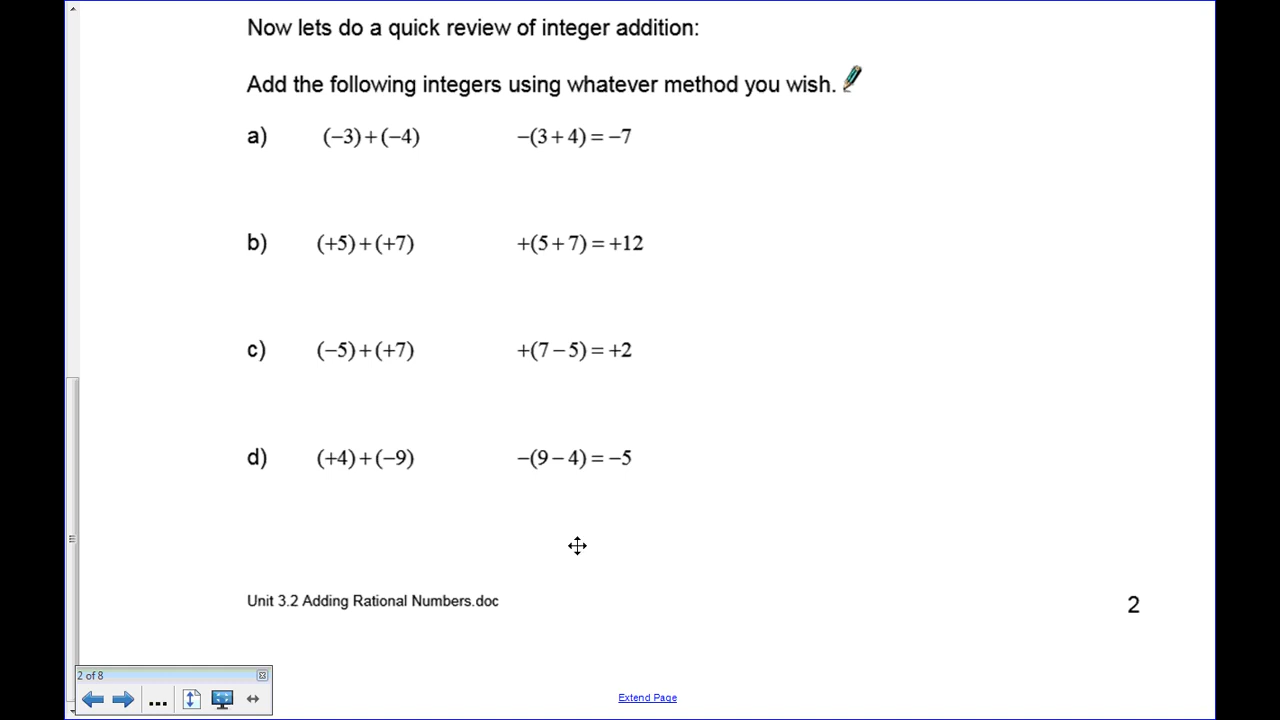 Now lets do a quick review of integer addition:
Add the following integers using whatever method you wish.
a) (−3) + (−4) −(3 + 4) = −7
b) (+5) + (+7) +(5 + 7) = +12
c) (−5) + (+7) +(7 − 5) = +2
d) (+4) + (−9) −(9 − 4) = −5
Unit 3.2 Adding Rational Numbers.doc 2
2 of 8
...
Extend Page